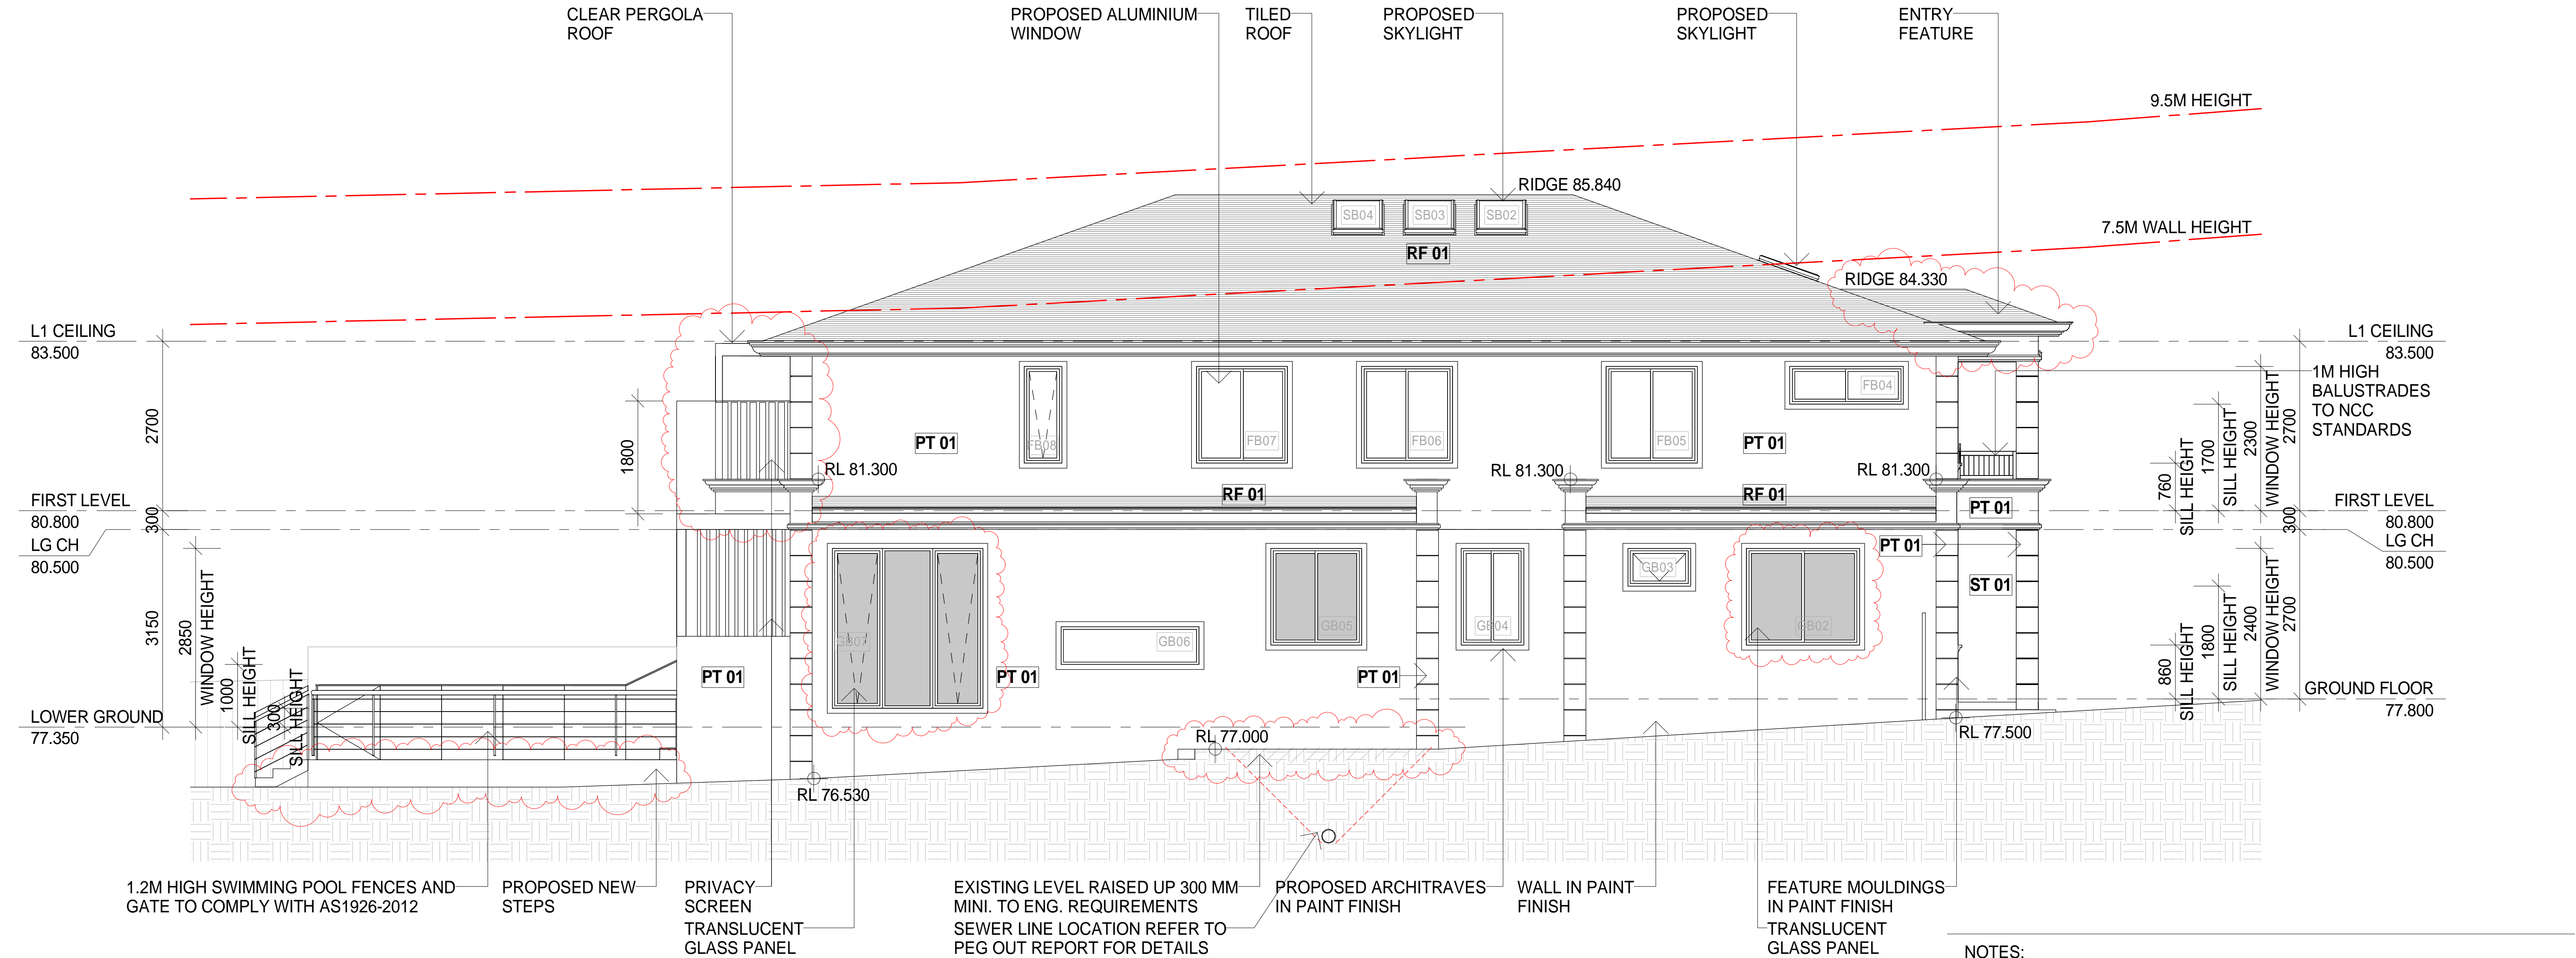 CLEAR PERGOLA
ROOF
PROPOSED ALUMINIUM
WINDOW
TILED
ROOF
PROPOSED
SKYLIGHT
PROPOSED
SKYLIGHT
ENTRY
FEATURE
9.5M HEIGHT
RIDGE 85.840
SB04
SB03
SB02
7.5M WALL HEIGHT
RF 01
RIDGE 84.330
L1 CEILING
83.500
L1 CEILING
83.500
1M HIGH
BALUSTRADES
TO NCC
STANDARDS
FB04
2700
1800
PT 01
FB08
FB07
FB06
FB05
PT 01
RL 81.300
RL 81.300
RL 81.300
760
SILL HEIGHT
1700
SILL HEIGHT
2300
WINDOW HEIGHT
2700
RF 01
RF 01
FIRST LEVEL
80.800
300
LG CH
80.500
PT 01
FIRST LEVEL
80.800
300
LG CH
80.500
PT 01
GB03
ST 01
3150
2850
WINDOW HEIGHT
1000
SILL HEIGHT
300
SILL HEIGHT
GB07
GB06
GB05
GB04
GB02
860
SILL HEIGHT
1800
SILL HEIGHT
2400
WINDOW HEIGHT
2700
PT 01
PT 01
PT 01
LOWER GROUND
77.350
GROUND FLOOR
77.800
RL 77.000
RL 77.500
RL 76.530
1.2M HIGH SWIMMING POOL FENCES AND
GATE TO COMPLY WITH AS1926-2012
PROPOSED NEW
STEPS
PRIVACY
SCREEN
TRANSLUCENT
GLASS PANEL
EXISTING LEVEL RAISED UP 300 MM
MINI. TO ENG. REQUIREMENTS
SEWER LINE LOCATION REFER TO
PEG OUT REPORT FOR DETAILS
PROPOSED ARCHITRAVES
IN PAINT FINISH
WALL IN PAINT
FINISH
FEATURE MOULDINGS
IN PAINT FINISH
TRANSLUCENT
GLASS PANEL
NOTES: